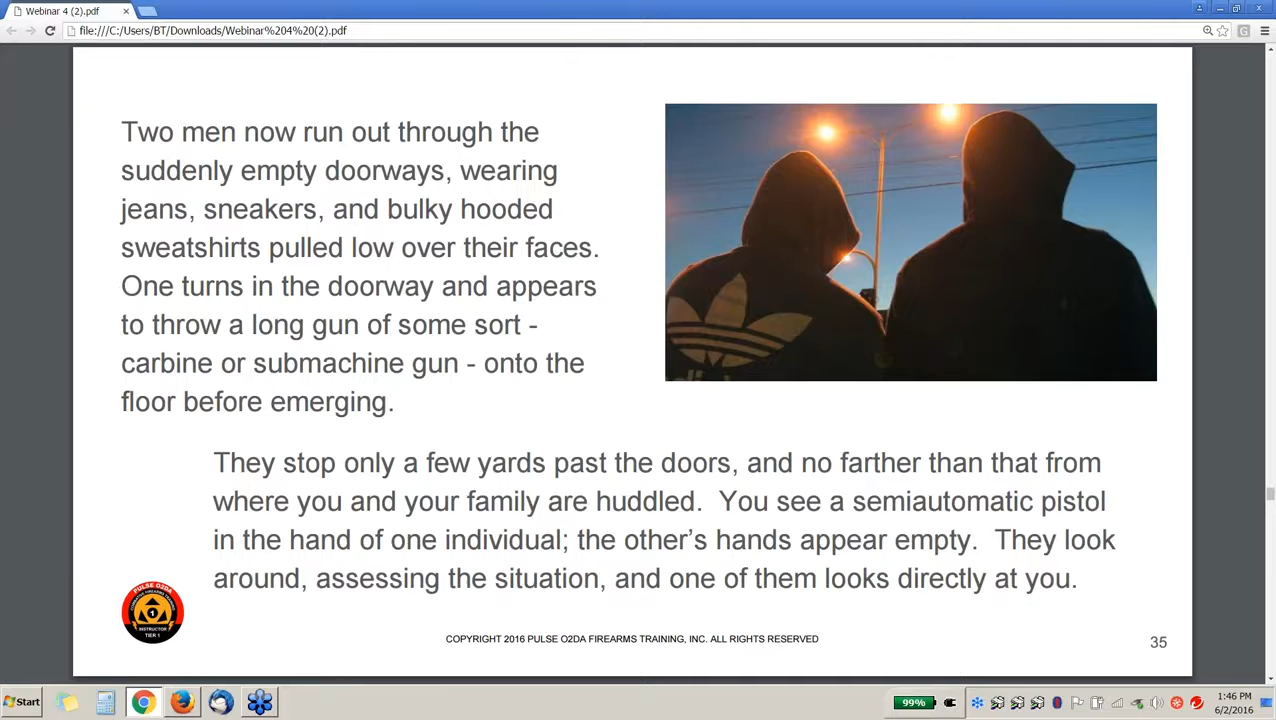 Webinar 4 (2).pdf
file:///C:/Users/BT/Downloads/Webinar%204%20(2).pdf
Two men now run out through the
suddenly empty doorways, wearing
jeans, sneakers, and bulky hooded
sweatshirts pulled low over their faces.
One turns in the doorway and appears
to throw a long gun of some sort -
carbine or submachine gun - onto the
floor before emerging.
They stop only a few yards past the doors, and no farther than that from
where you and your family are huddled.  You see a semiautomatic pistol
in the hand of one individual; the other’s hands appear empty.  They look
around, assessing the situation, and one of them looks directly at you.
PULSE O2DA
1
INSTRUCTOR
TIER 1
COPYRIGHT 2016 PULSE O2DA FIREARMS TRAINING, INC. ALL RIGHTS RESERVED
35
Start
99%
1:46 PM
6/2/2016